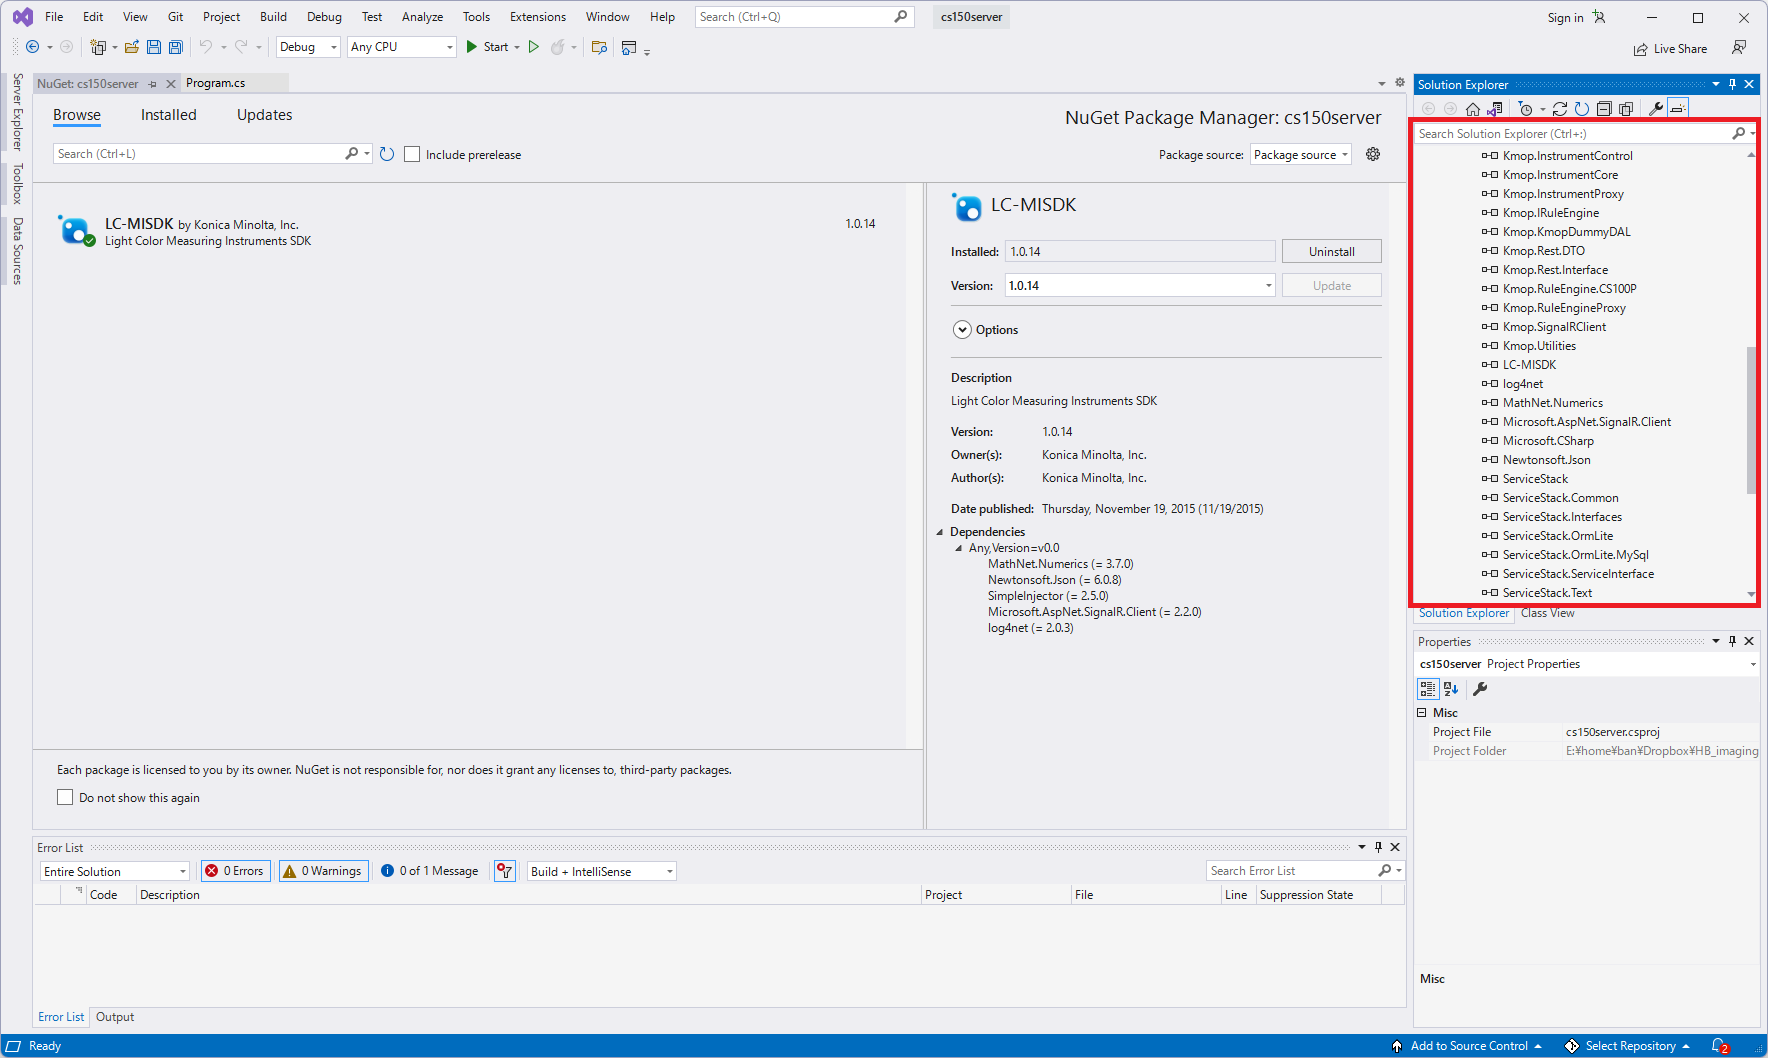 File Edit View Git Project Build Debug Test Analyze Tools Extensions Window Help Search (Ctrl+Q) cs150server Sign in
Debug Any CPU Start Live Share
Server Explorer
Toolbox
Data Sources
NuGet: cs150server Program.cs
Browse Installed Updates
NuGet Package Manager: cs150server
Search (Ctrl+L) Include prerelease
Package source: Package source
LC-MISDK by Konica Minolta, Inc. 1.0.14
Light Color Measuring Instruments SDK
Each package is licensed to you by its owner. NuGet is not responsible for, nor does it grant any licenses to, third-party packages.
Do not show this again
LC-MISDK
Installed: 1.0.14 Uninstall
Version: 1.0.14 Update
Options
Description
Light Color Measuring Instruments SDK
Version: 1.0.14
Owner(s): Konica Minolta, Inc.
Author(s): Konica Minolta, Inc.
Date published: Thursday, November 19, 2015 (11/19/2015)
Dependencies
Any,Version=v0.0
MathNet.Numerics (= 3.7.0)
Newtonsoft.Json (= 6.0.8)
SimpleInjector (= 2.5.0)
Microsoft.AspNet.SignalR.Client (= 2.2.0)
log4net (= 2.0.3)
Solution Explorer
Search Solution Explorer (Ctrl+:)
Kmop.InstrumentControl
Kmop.InstrumentCore
Kmop.InstrumentProxy
Kmop.IRuleEngine
Kmop.KmopDummyDAL
Kmop.Rest.DTO
Kmop.Rest.Interface
Kmop.RuleEngine.CS100P
Kmop.RuleEngineProxy
Kmop.SignalRClient
Kmop.Utilities
LC-MISDK
log4net
MathNet.Numerics
Microsoft.AspNet.SignalR.Client
Microsoft.CSharp
Newtonsoft.Json
ServiceStack
ServiceStack.Common
ServiceStack.Interfaces
ServiceStack.OrmLite
ServiceStack.OrmLite.MySql
ServiceStack.ServiceInterface
ServiceStack.Text
Solution Explorer Class View
Properties
cs150server Project Properties
Misc
Project File cs150server.csproj
Project Folder E:¥home¥ban¥Dropbox¥HB_imaging
Misc
Error List
Entire Solution 0 Errors 0 Warnings 0 of 1 Message Build + IntelliSense Search Error List
Code Description Project File Line Suppression State
Error List Output
Ready Add to Source Control Select Repository 2